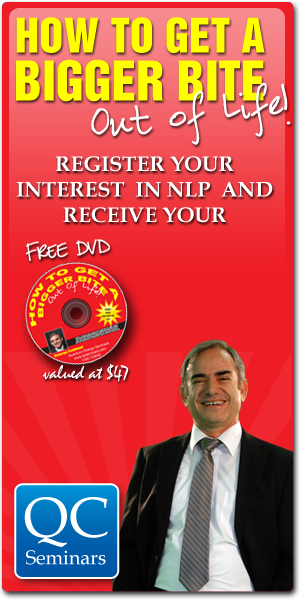 HOW TO GET A
BIGGER BITE
Out of Life!
REGISTER YOUR
INTEREST IN NLP AND
RECEIVE YOUR
FREE DVD
HOW TO GET A
BIGGER BITE
Out of Life!
valued at $47
QC
Seminars